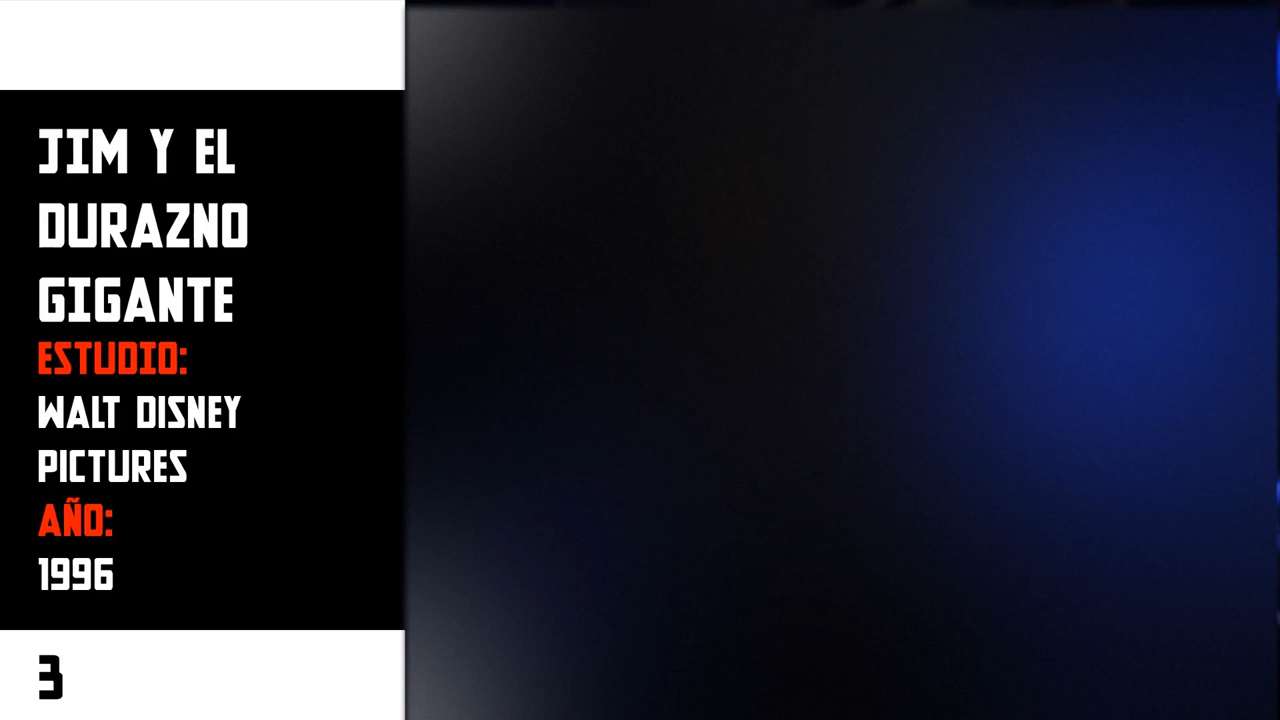 JIM Y EL
DURAZNO
GIGANTE
ESTUDIO:
WALT DISNEY
PICTURES
AÑO:
1996
3